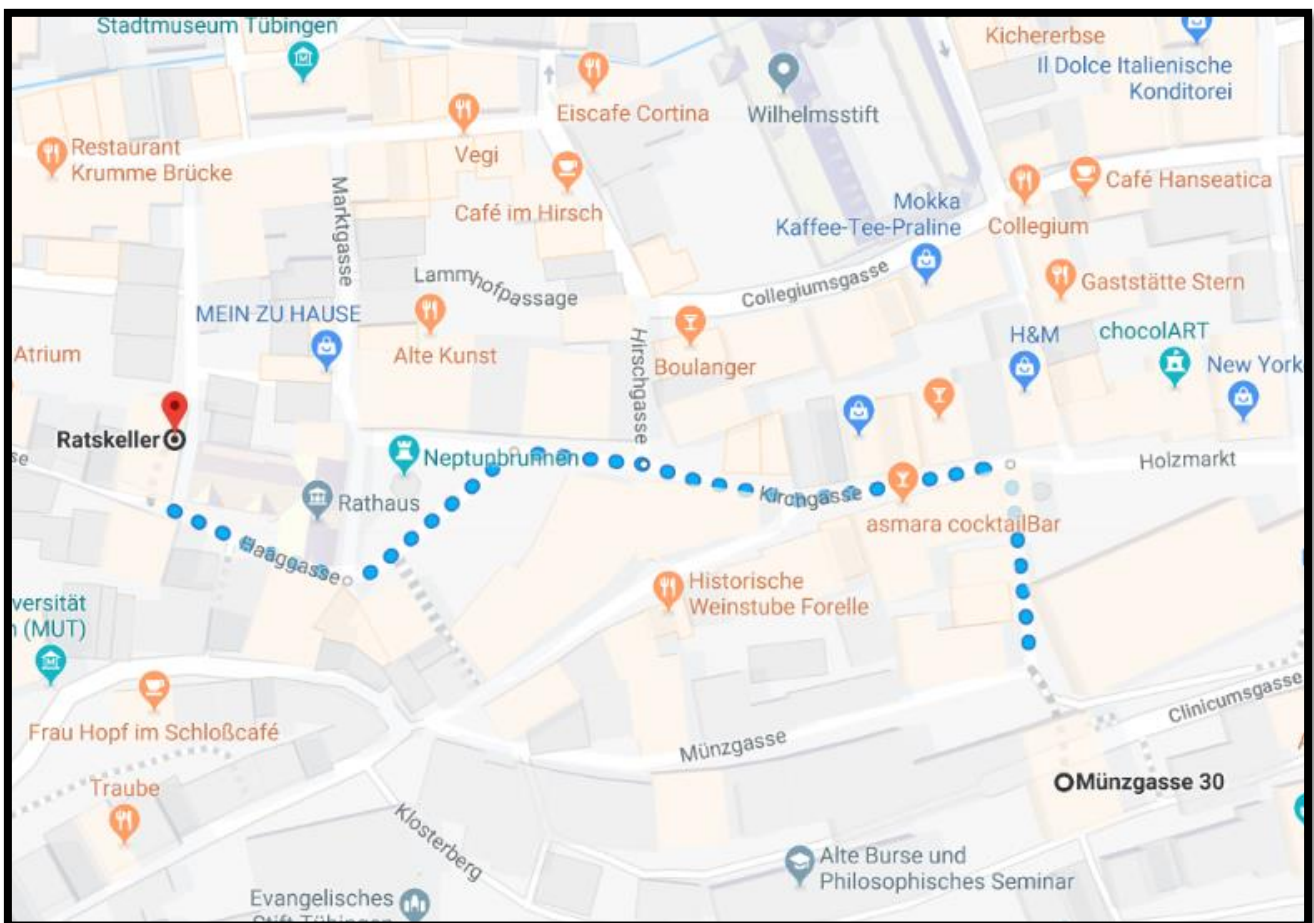 Stadtmuseum Tübingen
Kichererbse
Il Dolce Italienische
Konditorei
Eiscafe Cortina
Wilhelmsstift
Restaurant
Krumme Brücke
Vegi
Café im Hirsch
Marktgasse
Mokka
Kaffee-Tee-Praline
Collegium
Café Hanseatica
Lammhofpassage
Collegiumsgasse
Gaststätte Stern
MEIN ZU HAUSE
Alte Kunst
Hirschgasse
Boulanger
H&M
chocolART
New York
Atrium
Ratskeller
Neptunbrunnen
Holzmarkt
Rathaus
Kirchgasse
asmara cocktailBar
Haaggasse
Historische
Weinstube Forelle
versität
(MUT)
Frau Hopf im Schloßcafé
Münzgasse
Clinicumsgasse
Traube
Münzgasse 30
Klosterberg
Alte Burse und
Philosophisches Seminar
Evangelisches
Stift Tübingen